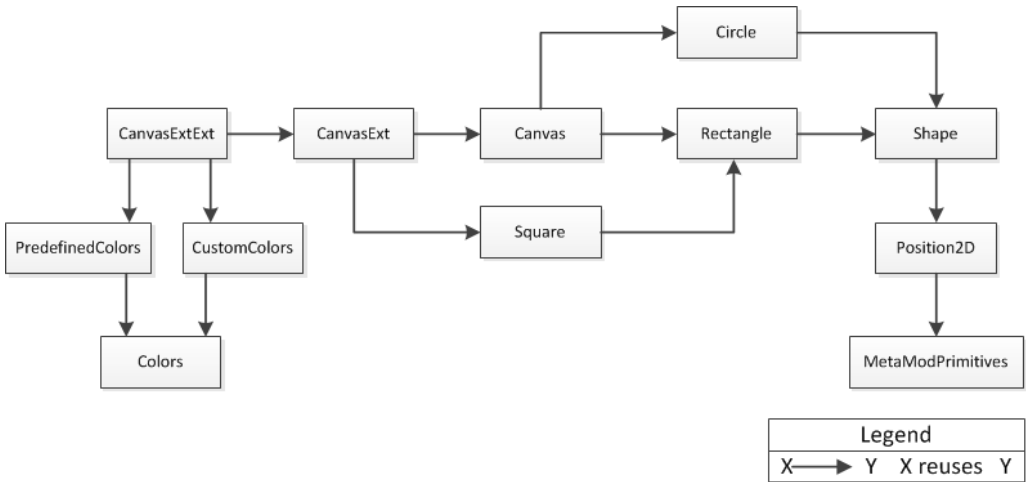 Circle
CanvasExtExt
CanvasExt
Canvas
Rectangle
Shape
PredefinedColors
CustomColors
Square
Position2D
Colors
MetaModPrimitives
Legend
X Y X reuses Y